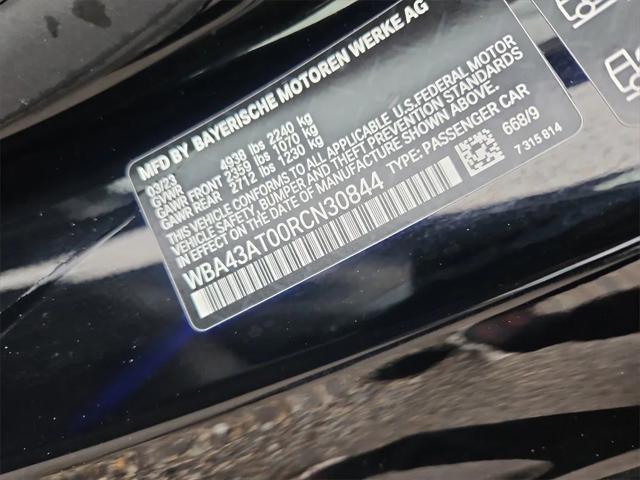 MFD BY BAYERISCHE MOTOREN WERKE AG
03/23
GVWR 4938 lbs 2240 kg
GAWR FRONT 2359 lbs 1070 kg
GAWR REAR 2712 lbs 1230 kg
THIS VEHICLE CONFORMS TO ALL APPLICABLE U.S.FEDERAL MOTOR
VEHICLE SAFETY, BUMPER AND THEFT PREVENTION STANDARDS
IN EFFECT ON THE DATE OF MANUFACTURE SHOWN ABOVE.
WBA43AT00RCN30844 TYPE: PASSENGER CAR
668/9
7 315 814